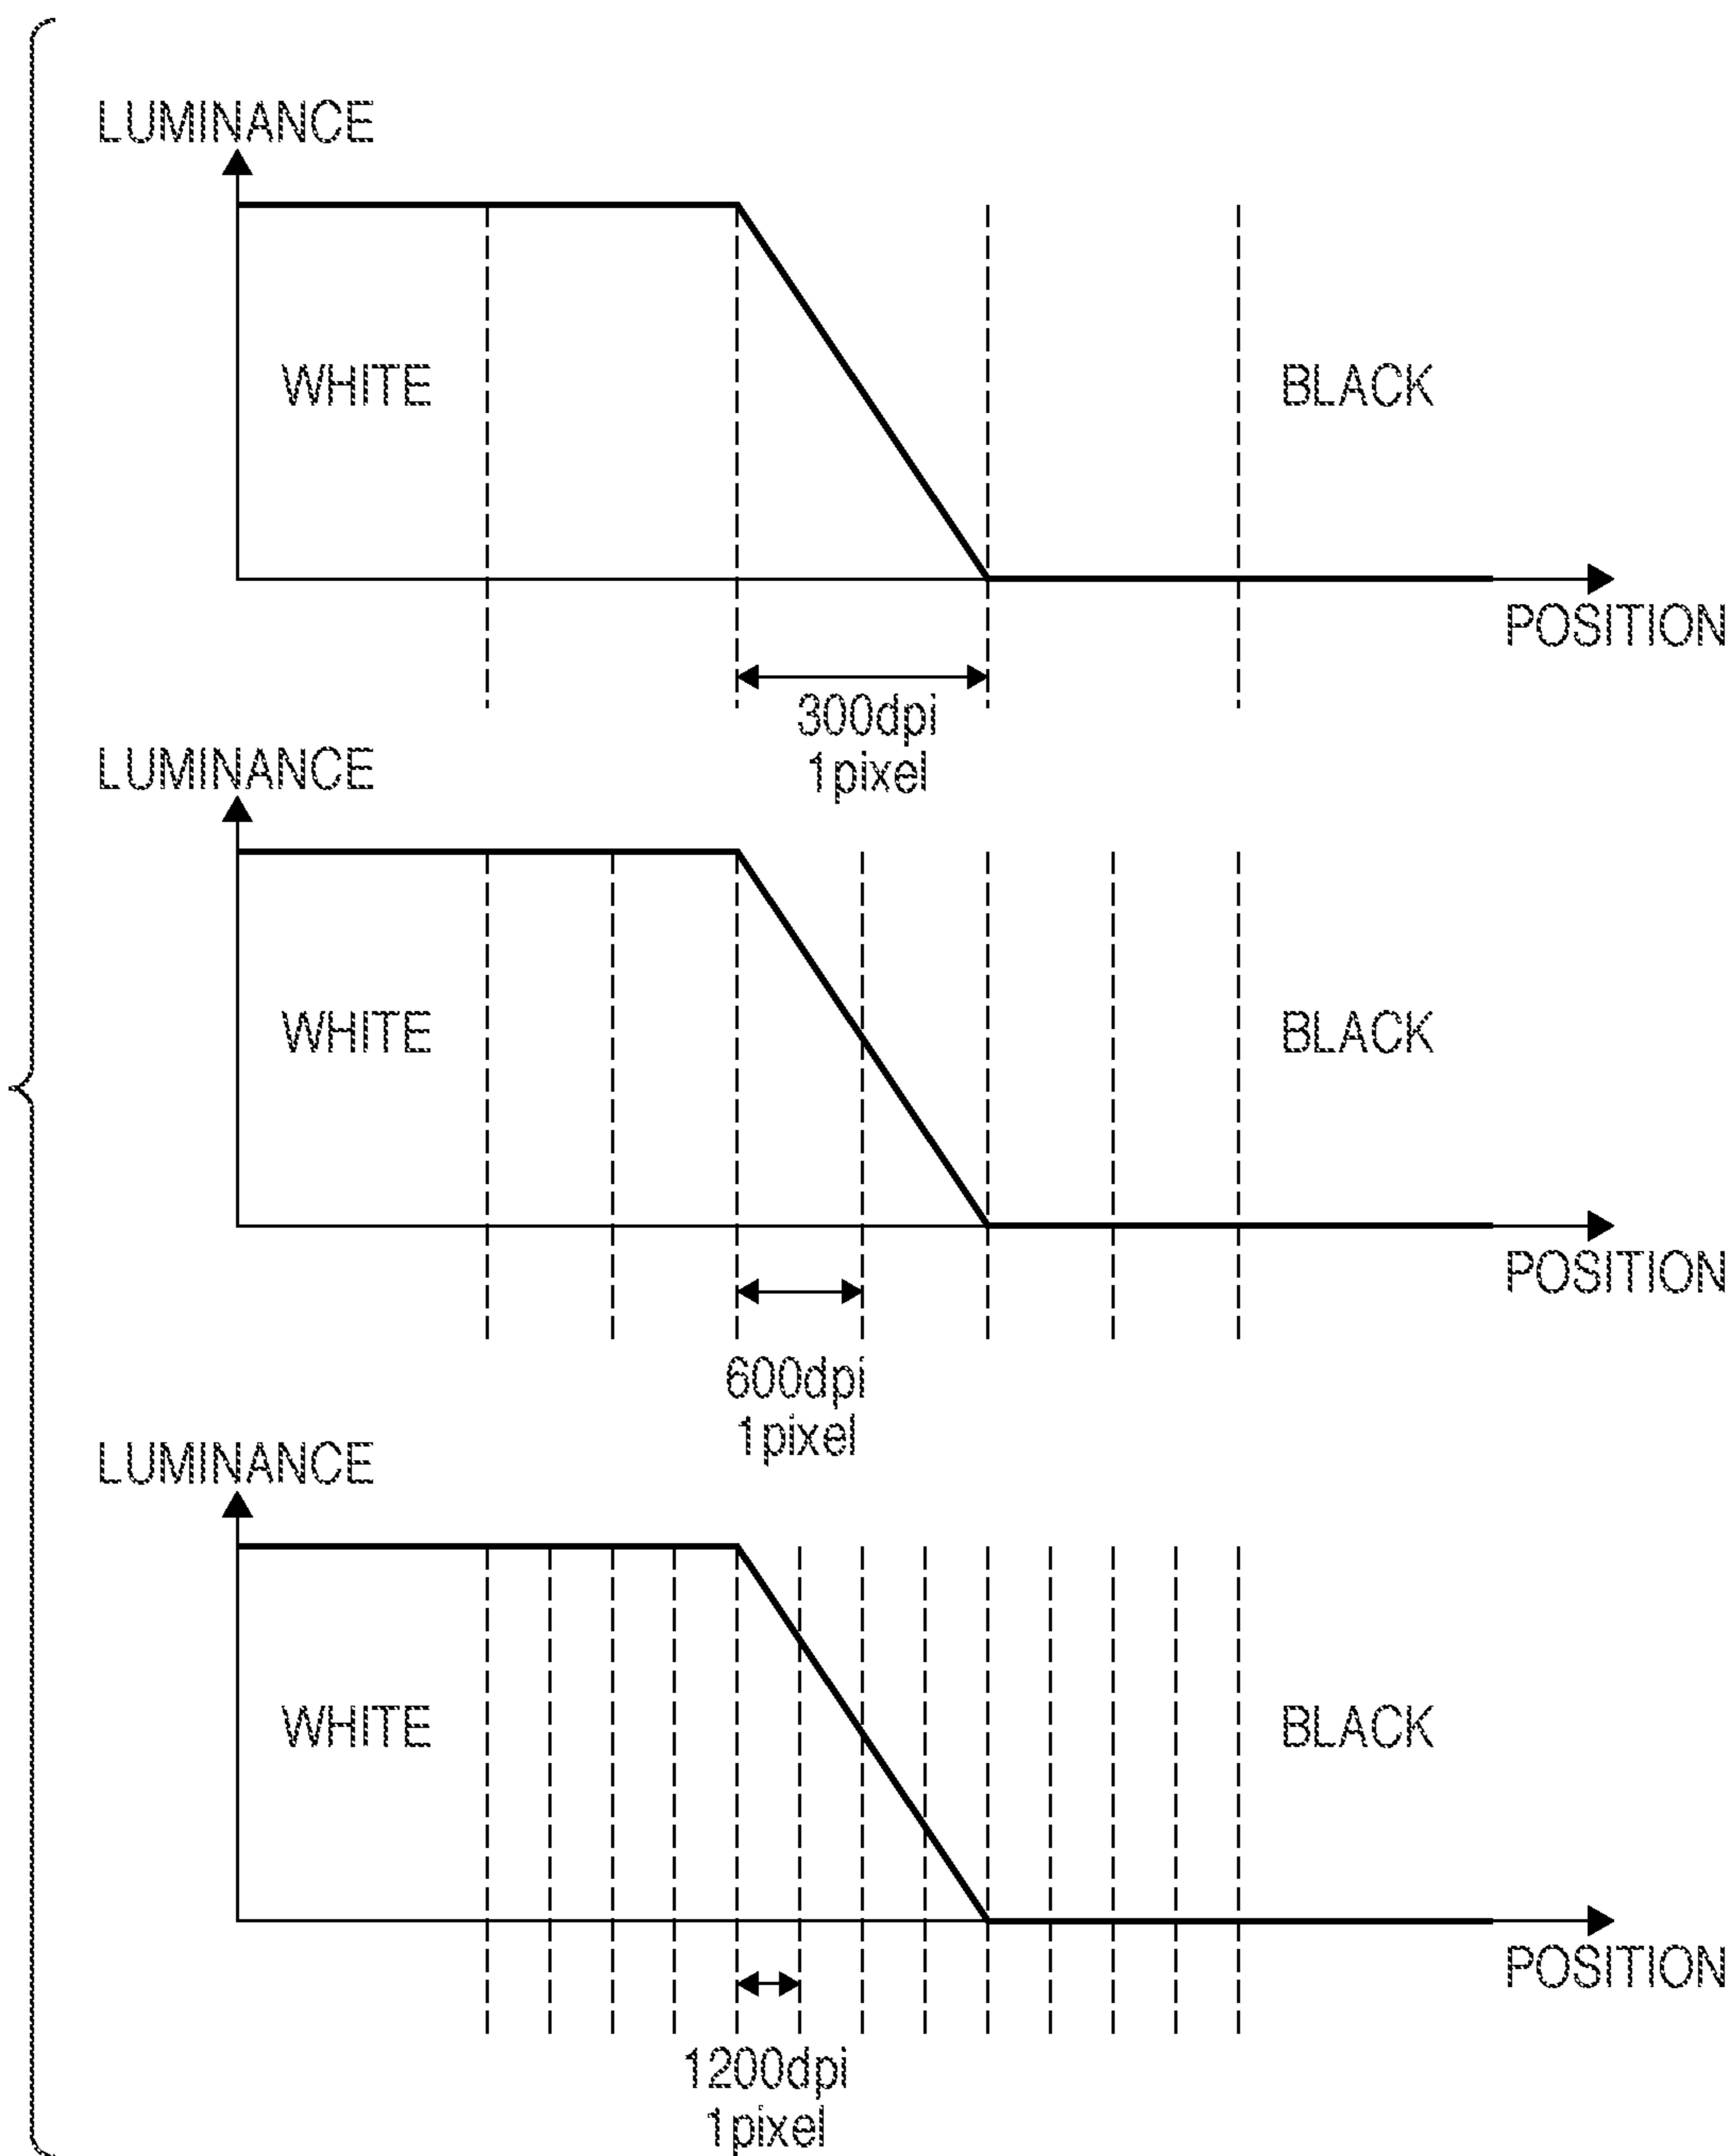 LUMINANCE
WHITE
BLACK
POSITION
300dpi
1pixel
LUMINANCE
WHITE
BLACK
POSITION
600dpi
1pixel
LUMINANCE
WHITE
BLACK
POSITION
1200dpi
1pixel